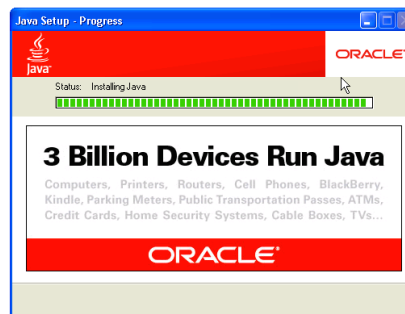 Java Setup - Progress
Java
ORACLE
Status: Installing Java
3 Billion Devices Run Java
Computers, Printers, Routers, Cell Phones, BlackBerry,
Kindle, Parking Meters, Public Transportation Passes, ATMs,
Credit Cards, Home Security Systems, Cable Boxes, TVs...
ORACLE